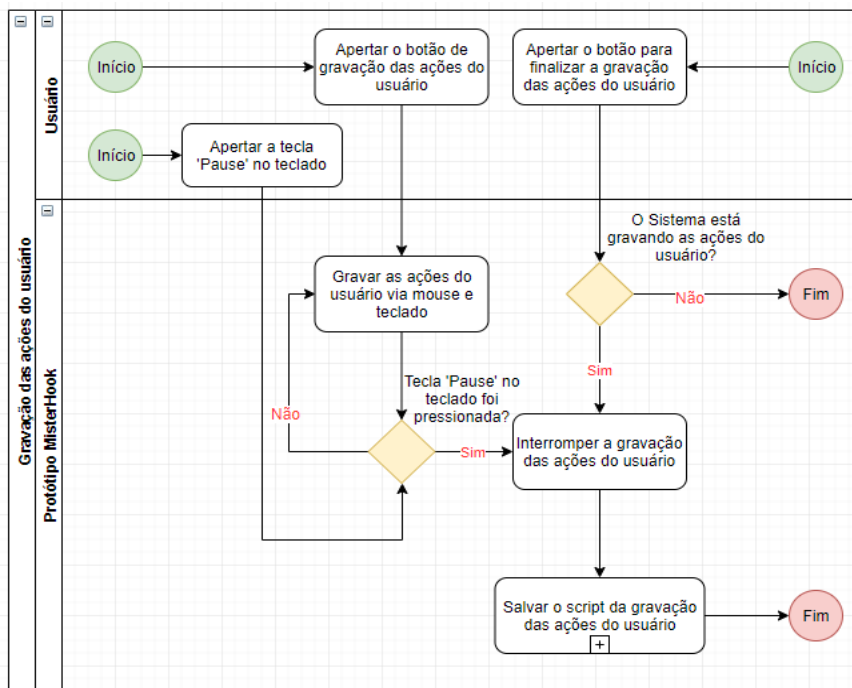 Gravação das ações do usuário
Usuário
Início
Apertar o botão de
gravação das ações do
usuário
Apertar o botão para
finalizar a gravação
das ações do usuário
Início
Início
Apertar a tecla
'Pause' no teclado
Protótipo MisterHook
O Sistema está
gravando as ações do
usuário?
Gravar as ações do
usuário via mouse e
teclado
Não
Fim
Sim
Tecla 'Pause' no
teclado foi
pressionada?
Não
Sim
Interromper a gravação
das ações do usuário
Salvar o script da gravação
das ações do usuário
Fim